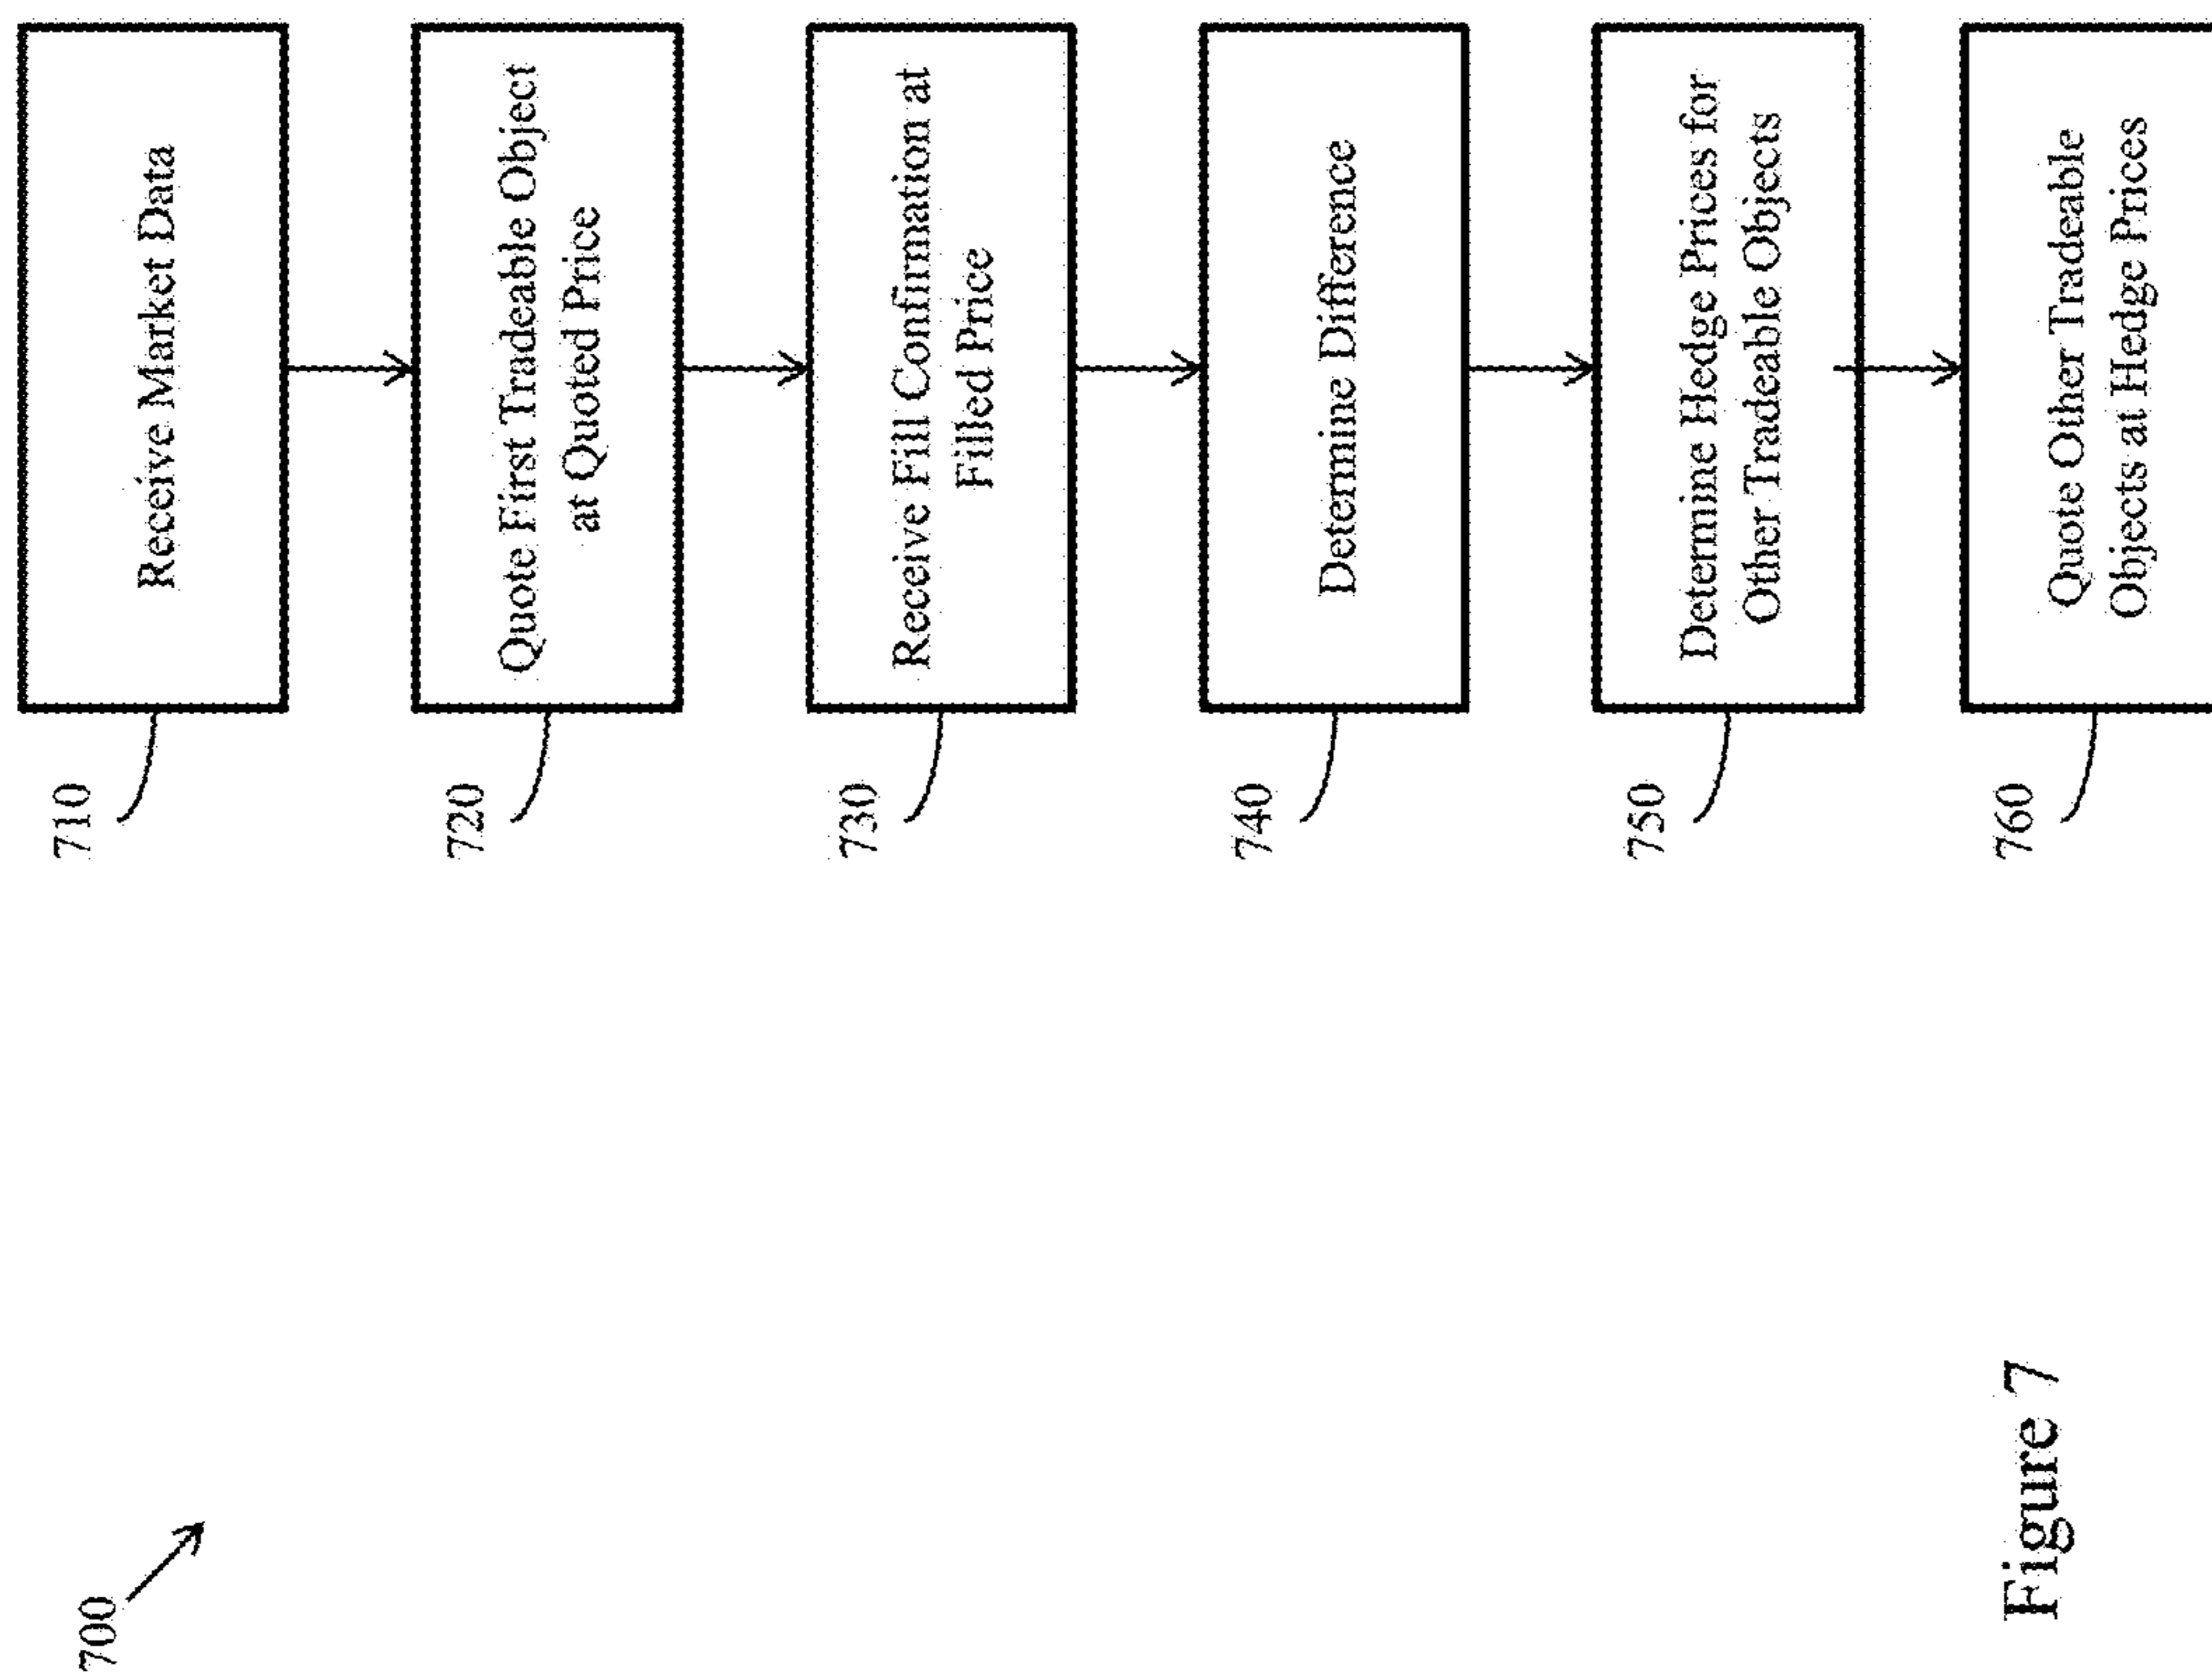 700
710
Receive Market Data
720
Quote First Tradeable Object
at Quoted Price
730
Receive Fill Confirmation at
Filled Price
740
Determine Difference
750
Determine Hedge Prices for
Other Tradeable Objects
760
Quote Other Tradeable
Objects at Hedge Prices
Figure 7